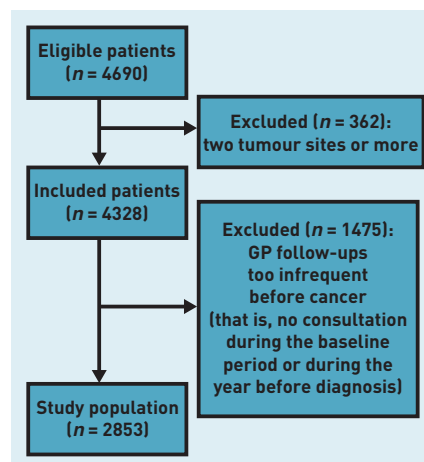 Eligible patients
(n = 4690)
Excluded (n = 362):
two tumour sites or more
Included patients
(n = 4328)
Excluded (n = 1475):
GP follow-ups
too infrequent
before cancer
(that is, no consultation
during the baseline
period or during the
year before diagnosis)
Study population
(n = 2853)